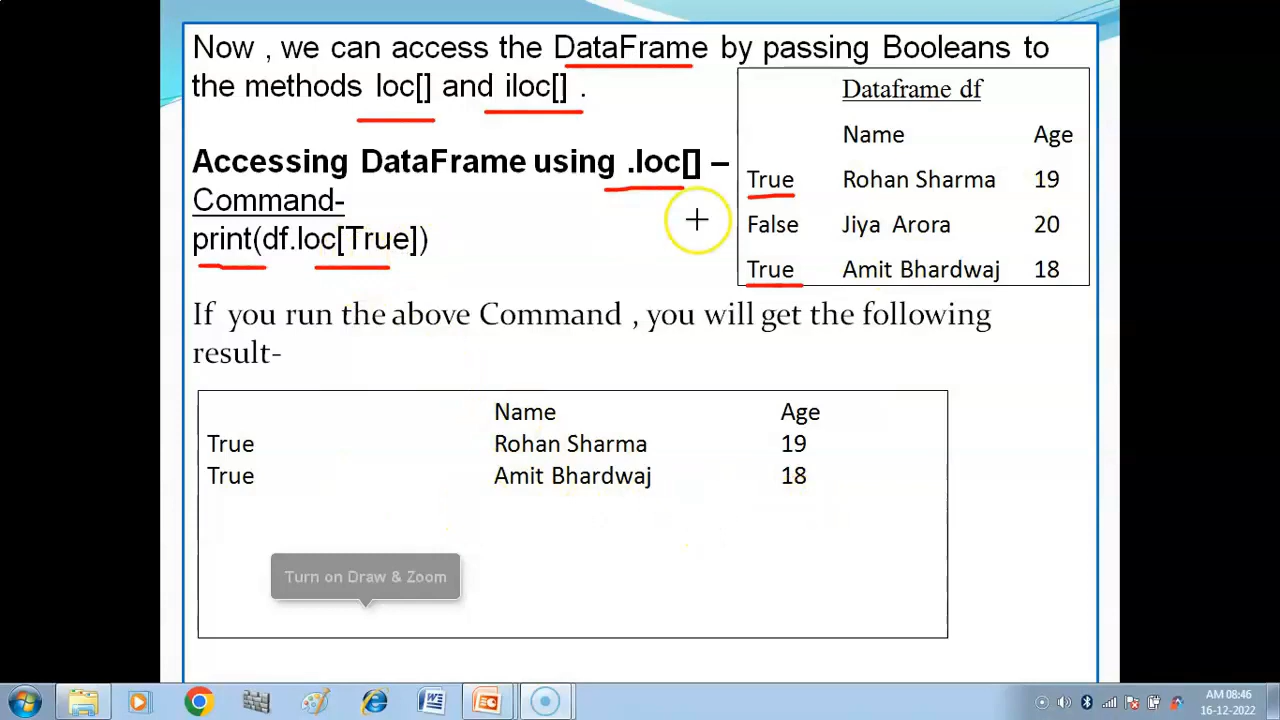 Now , we can access the DataFrame by passing Booleans to
the methods loc[] and iloc[] .
Dataframe df
Name Age
True Rohan Sharma 19
False Jiya Arora 20
True Amit Bhardwaj 18
Accessing DataFrame using .loc[] –
Command-
print(df.loc[True])
If you run the above Command , you will get the following
result-
Name Age
True Rohan Sharma 19
True Amit Bhardwaj 18
Turn on Draw & Zoom
AM 08:46
16-12-2022